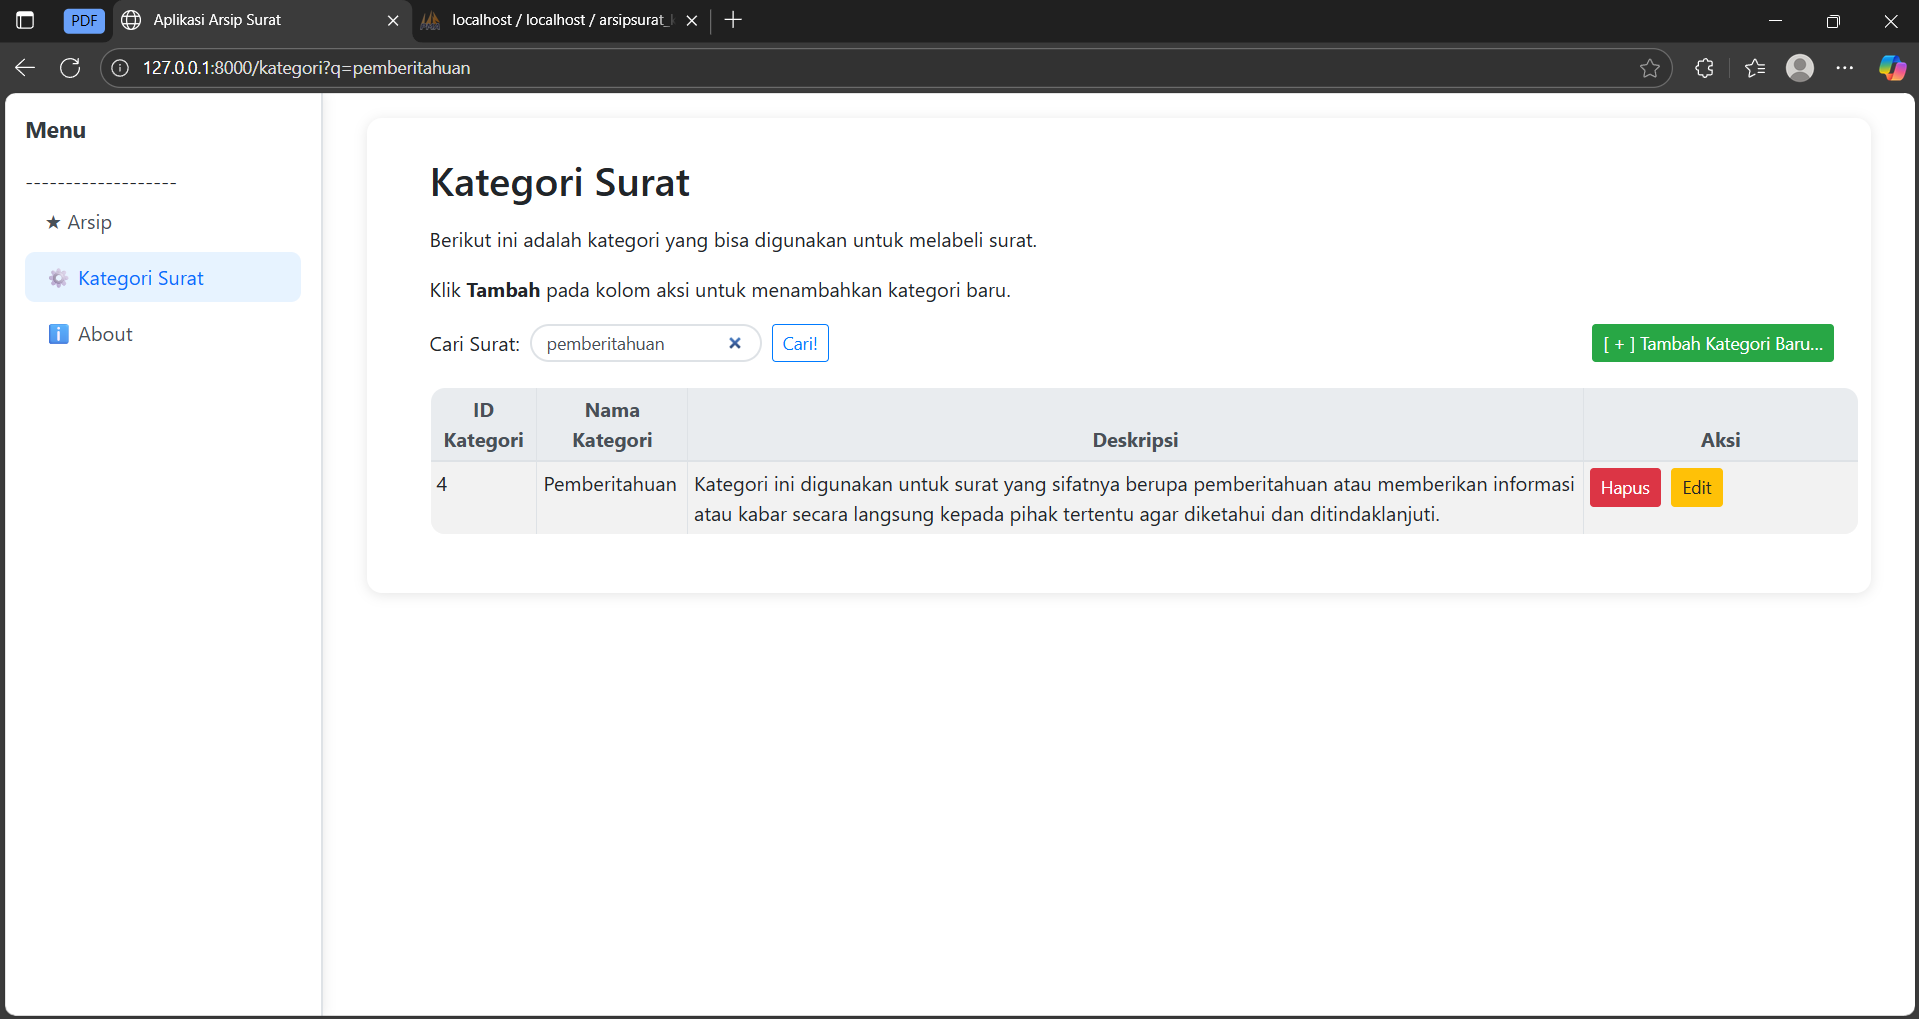 PDF
Aplikasi Arsip Surat
localhost / localhost / arsipsurat_
127.0.0.1:8000/kategori?q=pemberitahuan
Menu
-------------------
★ Arsip
Kategori Surat
About
Kategori Surat
Berikut ini adalah kategori yang bisa digunakan untuk melabeli surat.
Klik Tambah pada kolom aksi untuk menambahkan kategori baru.
Cari Surat: pemberitahuan Cari!
[ + ] Tambah Kategori Baru...
ID Kategori
Nama Kategori
Deskripsi
Aksi
4
Pemberitahuan
Kategori ini digunakan untuk surat yang sifatnya berupa pemberitahuan atau memberikan informasi
atau kabar secara langsung kepada pihak tertentu agar diketahui dan ditindaklanjuti.
Hapus
Edit